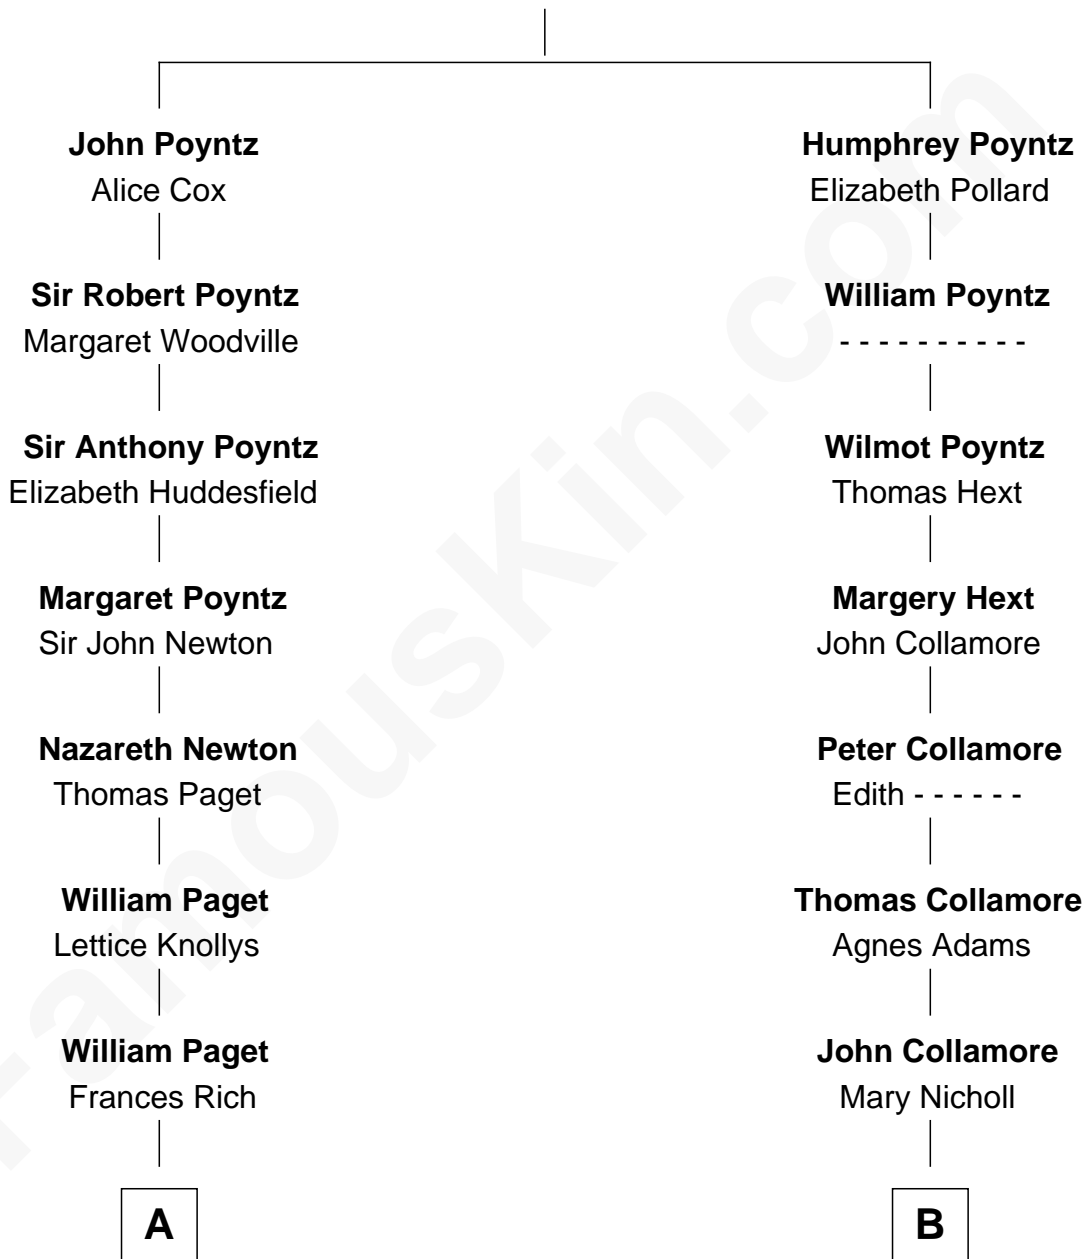 John Poyntz
Alice Cox
Sir Robert Poyntz
Margaret Woodville
Sir Anthony Poyntz
Elizabeth Huddesfield
Margaret Poyntz
Sir John Newton
Nazareth Newton
Thomas Paget
William Paget
Lettice Knollys
William Paget
Frances Rich
A
Humphrey Poyntz
Elizabeth Pollard
William Poyntz
- - - - - - - - - -
Wilmot Poyntz
Thomas Hext
Margery Hext
John Collamore
Peter Collamore
Edith - - - - - -
Thomas Collamore
Agnes Adams
John Collamore
Mary Nicholl
B
FamousKin.com